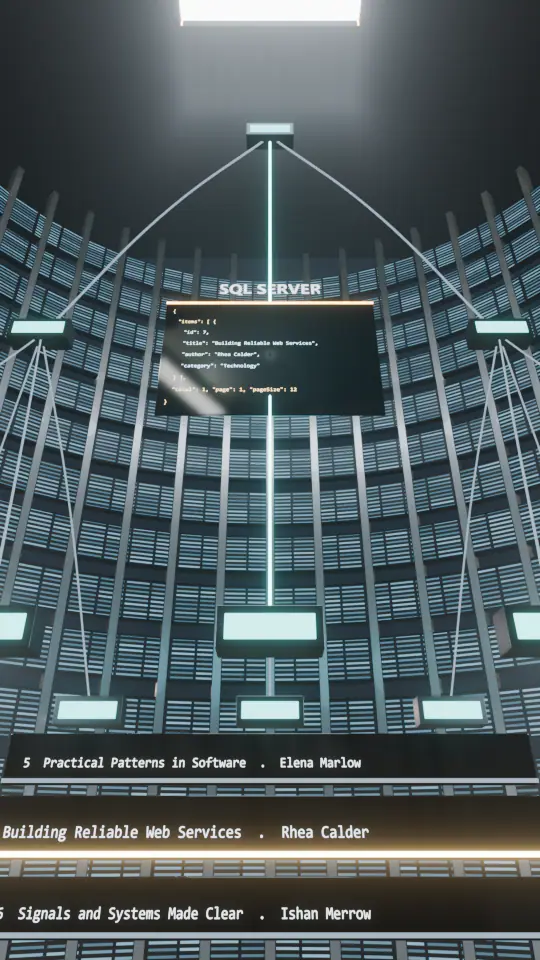 SQL SERVER
{
"items": [ {
"id": 7,
"title": "Building Reliable Web Services",
"author": "Rhea Calder",
"category": "Technology"
} ],
1, "page": 1, "pageSize": 12
}
5 Practical Patterns in Software . Elena Marlow
Building Reliable Web Services . Rhea Calder
Signals and Systems Made Clear . Ishan Merrow